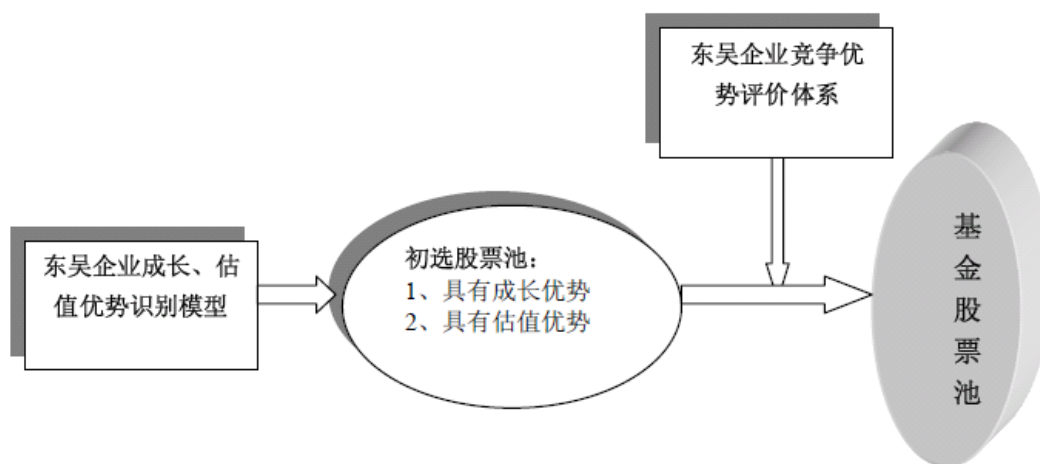 东吴企业竞争优
势评价体系
东吴企业成长、估
值优势识别模型
初选股票池：
1、具有成长优势
2、具有估值优势
基
金
股
票
池